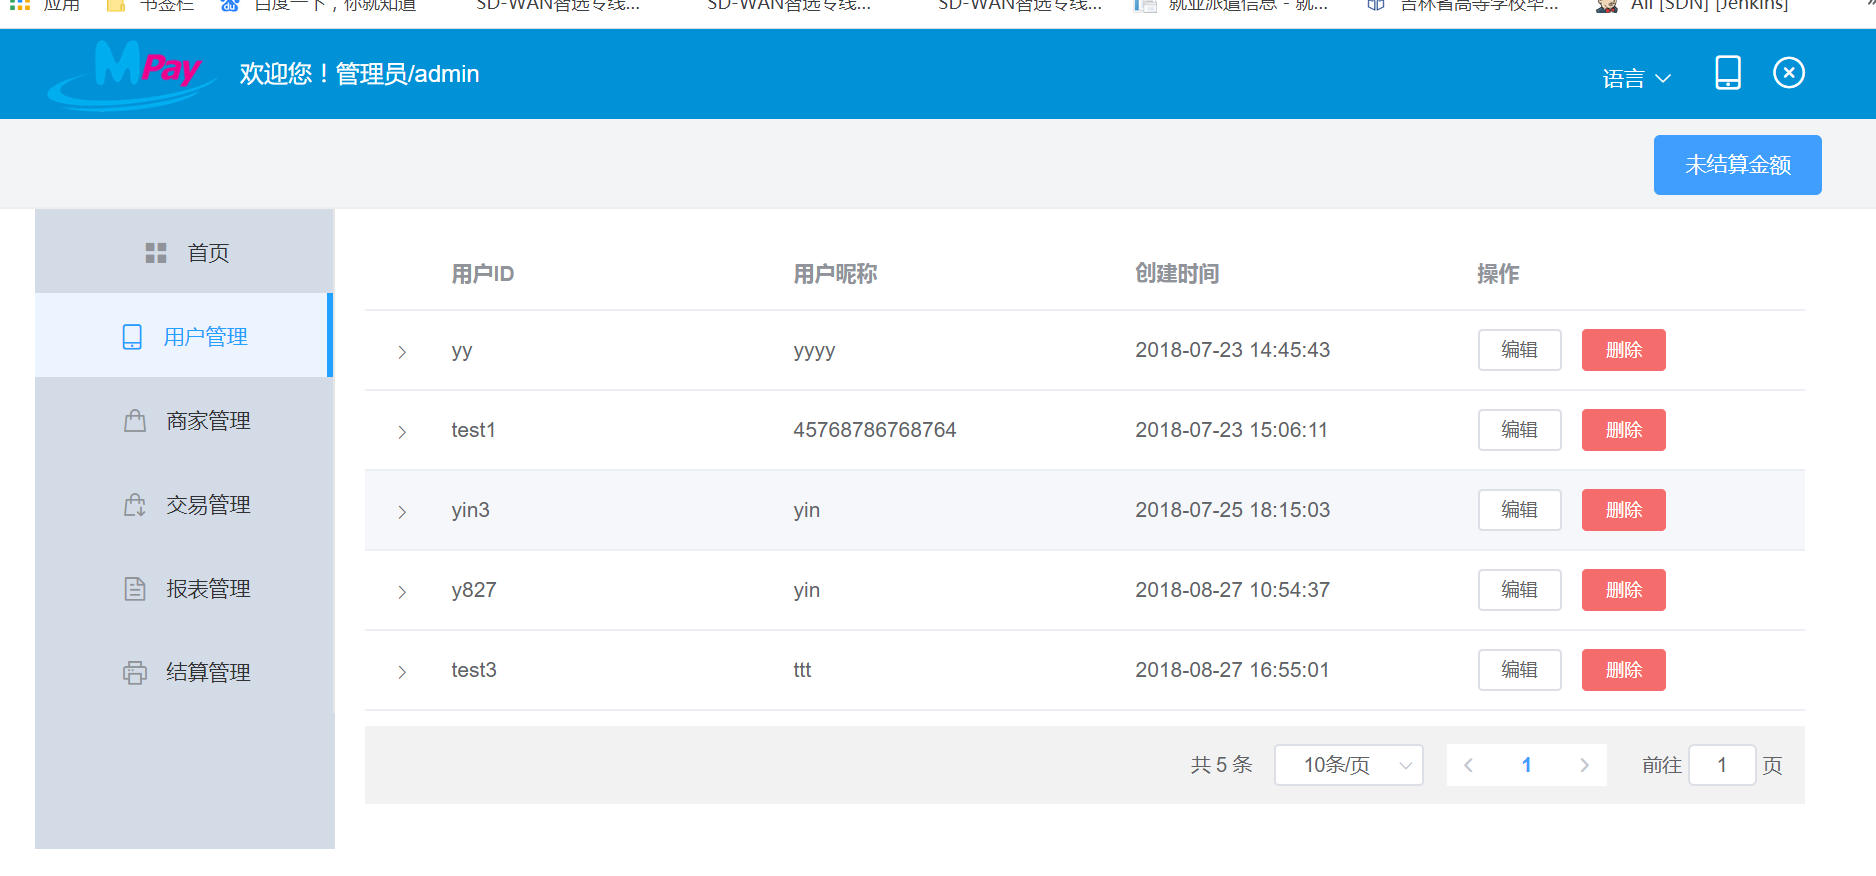 应用 书签栏 百度一下，你就知道 SD-WAN智选专线... SD-WAN智选专线... SD-WAN智选专线... 就业派遣信息 - 就... 吉林省高等学校毕... All [SDN] [Jenkins]
MPay 欢迎您！管理员/admin 语言
未结算金额
首页
用户管理
商家管理
交易管理
报表管理
结算管理
用户ID 用户昵称 创建时间 操作
yy yyyy 2018-07-23 14:45:43 编辑 删除
test1 45768786768764 2018-07-23 15:06:11 编辑 删除
yin3 yin 2018-07-25 18:15:03 编辑 删除
y827 yin 2018-08-27 10:54:37 编辑 删除
test3 ttt 2018-08-27 16:55:01 编辑 删除
共 5 条 10条/页 1 前往 1 页